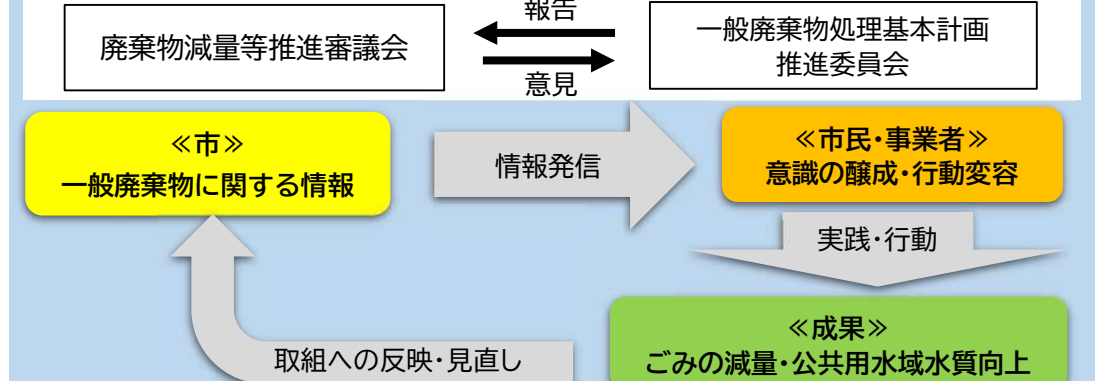 報告
廃棄物減量等推進審議会
一般廃棄物処理基本計画
推進委員会
意見
≪市≫
一般廃棄物に関する情報
情報発信
≪市民・事業者≫
意識の醸成・行動変容
実践・行動
≪成果≫
ごみの減量・公共用水域水質向上
取組への反映・見直し